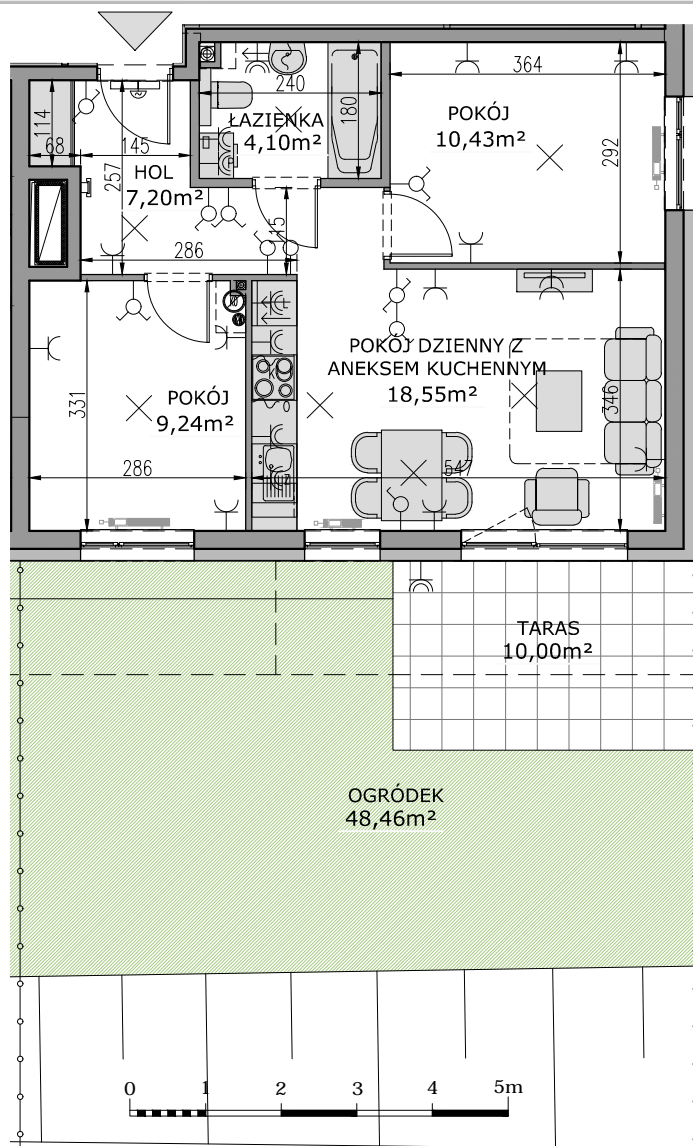 364
240
ŁAZIENKA
4,10m²
180
POKÓJ
10,43m²
292
114
68
145
HOL
7,20m²
257
115
286
POKÓJ DZIENNY Z
ANEKSEM KUCHENNYM
18,55m²
346
331
POKÓJ
9,24m²
286
547
TARAS
10,00m²
OGRÓDEK
48,46m²
0 1 2 3 4 5m